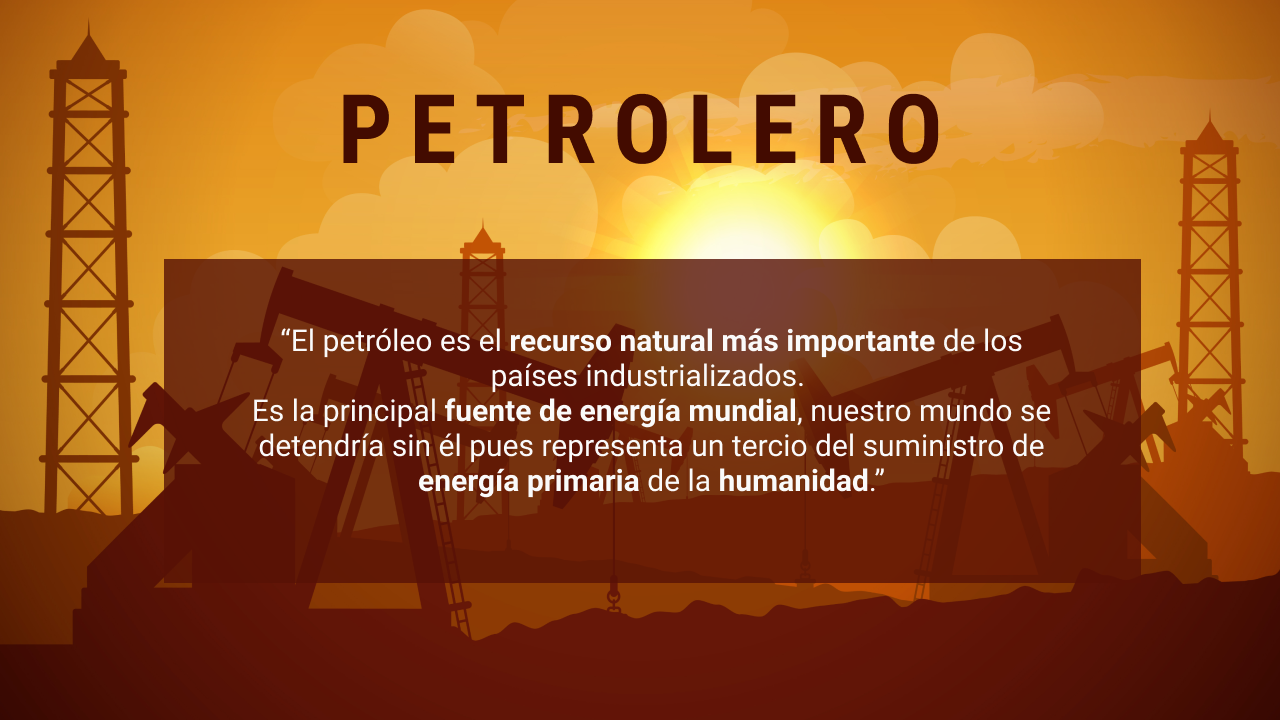 PETROLERO
“El petróleo es el recurso natural más importante de los
países industrializados.
Es la principal fuente de energía mundial, nuestro mundo se
detendría sin él pues representa un tercio del suministro de
energía primaria de la humanidad.”